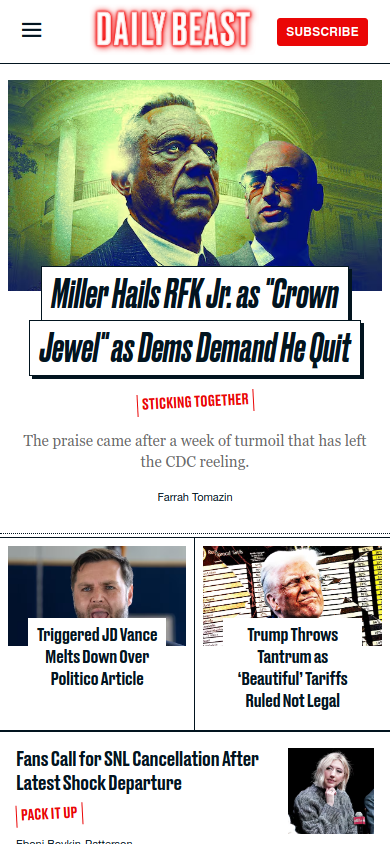 DAILY BEAST
SUBSCRIBE
Miller Hails RFK Jr. as "Crown
Jewel" as Dems Demand He Quit
STICKING TOGETHER
The praise came after a week of turmoil that has left
the CDC reeling.
Farrah Tomazin
Triggered JD Vance
Melts Down Over
Politico Article
Trump Throws
Tantrum as
‘Beautiful’ Tariffs
Ruled Not Legal
Fans Call for SNL Cancellation After
Latest Shock Departure
PACK IT UP
Eboni Boykin-Patterson